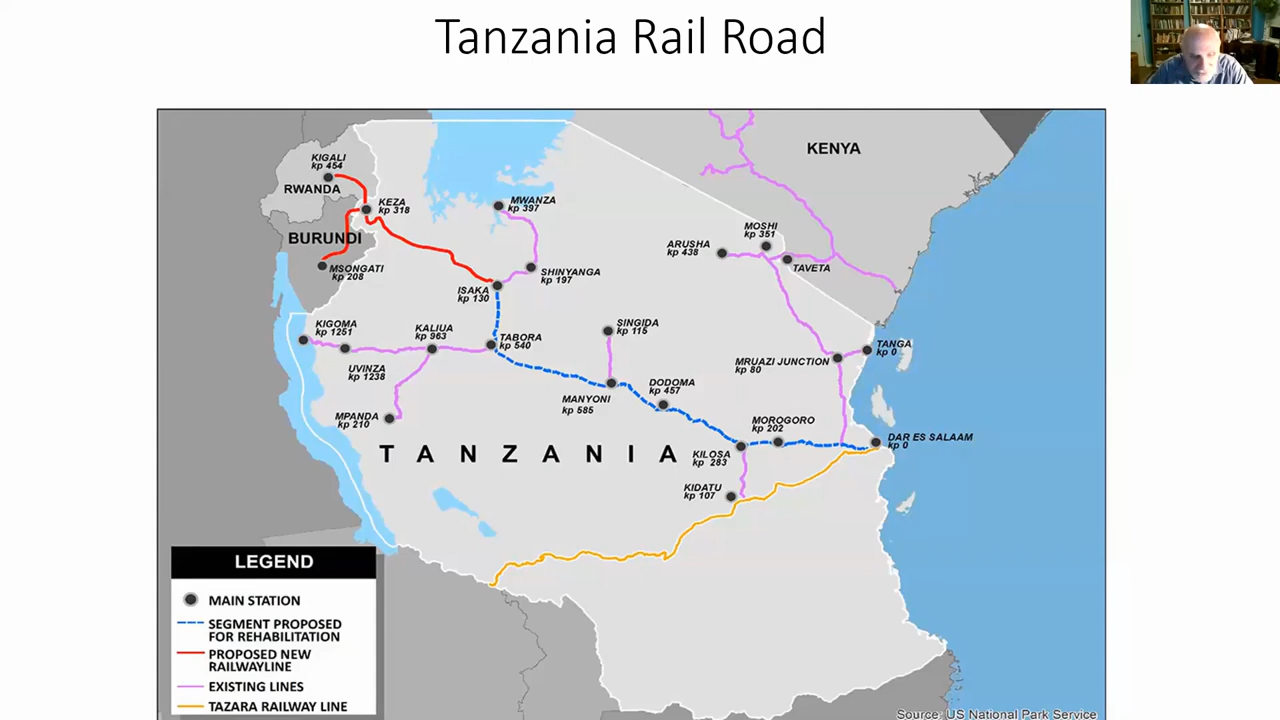 Tanzania Rail Road
KENYA
KIGALI
kp 454
RWANDA
KEZA
kp 318
BURUNDI
MSONGATI
kp 208
MWANZA
kp 397
SHINYANGA
kp 197
ISAKA
kp 130
ARUSHA
kp 438
MOSHI
kp 351
TAVETA
KIGOMA
kp 1251
UVINZA
kp 1238
KALIUA
kp 963
TABORA
kp 540
SINGIDA
kp 115
MPANDA
kp 210
MANYONI
kp 585
DODOMA
kp 457
MRUAZI JUNCTION
kp 80
TANGA
kp 0
MOROGORO
kp 202
DAR ES SALAAM
kp 0
KILOSA
kp 283
KIDATU
kp 107
TANZANIA
LEGEND
MAIN STATION
SEGMENT PROPOSED
FOR REHABILITATION
PROPOSED NEW
RAILWAYLINE
EXISTING LINES
TAZARA RAILWAY LINE
Source: US National Park Service